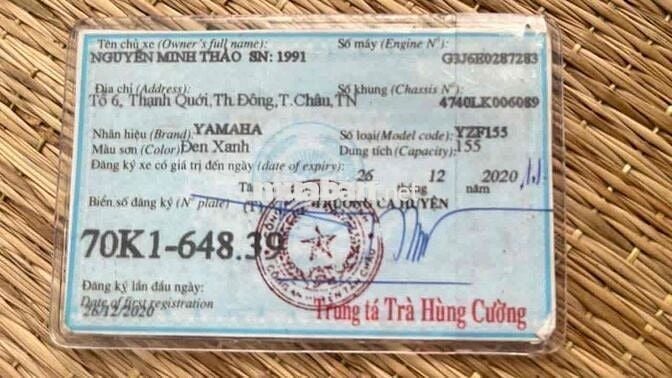 Tên chủ xe (Owner's full name): Số máy (Engine N°):
NGUYỄN MINH THẢO SN: 1991 G3J6E0287283
Địa chỉ (Address): Số khung (Chassis N°)
Tổ 6, Thạnh Quới, Th.Đông, T.Châu, TN 4740LK006089
Nhãn hiệu (Brand): YAMAHA Số loại (Model code): YZF155
Màu sơn (Color) Đen Xanh Dung tích (Capacity): 155
Đăng ký xe có giá trị đến ngày (date of expiry):
26 tháng 12 năm 2020
Biển số đăng ký (N° plate) (T) TRƯỞNG CA HUYỆN
70K1-648.39
Đăng ký lần đầu ngày:
Date of first registration
26/12/2020
Trung tá Trà Hùng Cường